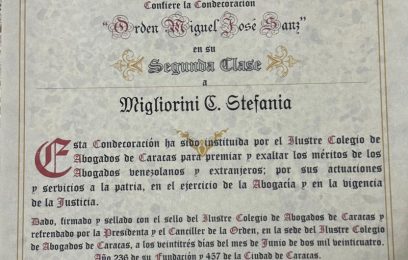 Confiere la Condecoración
“Orden Miguel José Sanz”
en su
Segunda Clase
a
Migliorini C. Stefania
Esta Condecoración ha sido instituida por el Ilustre Colegio de
Abogados de Caracas para premiar y exaltar los méritos de los
Abogados venezolanos y extranjeros; por sus actuaciones
y servicios a la patria, en el ejercicio de la Abogacía y en la vigencia
de la Justicia.
Dado, firmado y sellado con el sello del Ilustre Colegio de Abogados de Caracas y
refrendado por la Presidenta y el Canciller de la Orden, en la sede del Ilustre Colegio
de Abogados de Caracas, a los veintitrés días del mes de Junio de dos mil veinticuatro.
Año 236 de su Fundación y 457 de la Ciudad de Caracas.